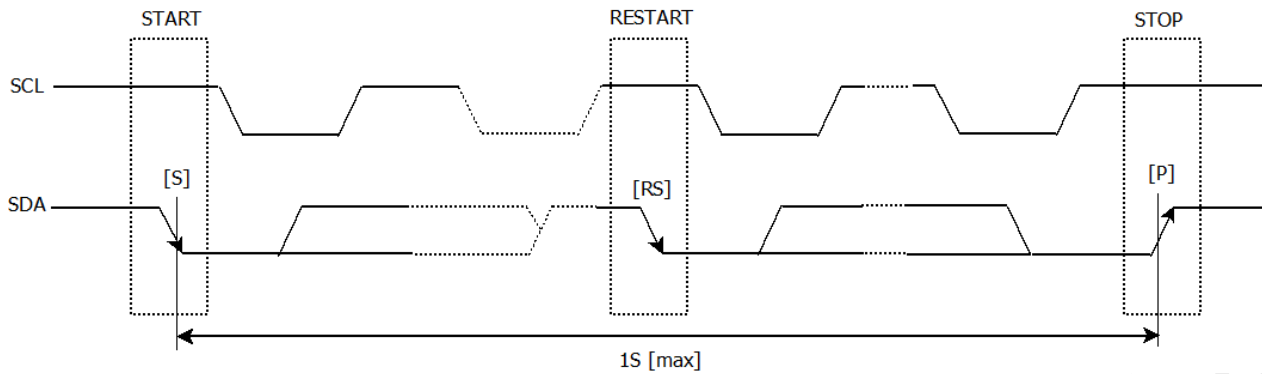 START
RESTART
STOP
SCL
[S]
[RS]
[P]
SDA
1S [max]